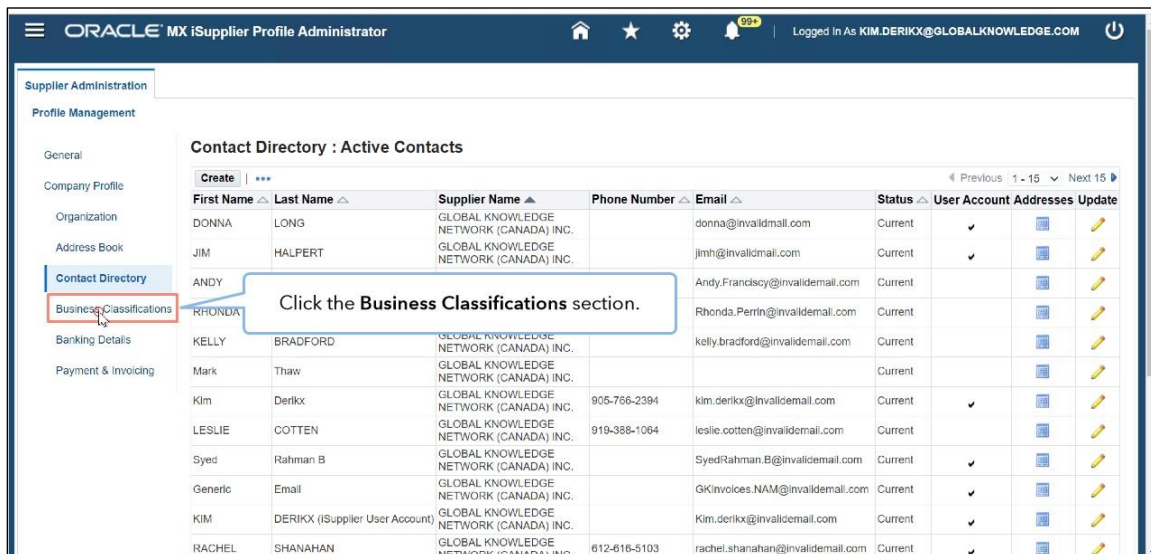 ORACLE MX iSupplier Profile Administrator 99+ Logged In As KIM.DERIKX@GLOBALKNOWLEDGE.COM
Supplier Administration
Profile Management
General
Company Profile
Organization
Address Book
Contact Directory
Business Classifications
Banking Details
Payment & Invoicing
Contact Directory : Active Contacts
Create Previous 1 - 15 Next 15
First Name Last Name Supplier Name Phone Number Email Status User Account Addresses Update
DONNA LONG GLOBAL KNOWLEDGE NETWORK (CANADA) INC. donna@invalidmail.com Current
JIM HALPERT GLOBAL KNOWLEDGE NETWORK (CANADA) INC. jimh@invalidmail.com Current
ANDY Andy.Franciscy@invalidemail.com Current
Click the Business Classifications section.
RHONDA Rhonda.Perrin@invalidemail.com Current
KELLY BRADFORD GLOBAL KNOWLEDGE NETWORK (CANADA) INC. kelly.bradford@invalidemail.com Current
Mark Thaw GLOBAL KNOWLEDGE NETWORK (CANADA) INC. Current
Kim Derikx GLOBAL KNOWLEDGE NETWORK (CANADA) INC. 905-766-2394 kim.derikx@invalidemail.com Current
LESLIE COTTEN GLOBAL KNOWLEDGE NETWORK (CANADA) INC. 919-388-1064 leslie.cotten@invalidemail.com Current
Syed Rahman B GLOBAL KNOWLEDGE NETWORK (CANADA) INC. SyedRahman.B@invalidemail.com Current
Generic Email GLOBAL KNOWLEDGE NETWORK (CANADA) INC. GKInvoices.NAM@invalidemail.com Current
KIM DERIKX (iSupplier User Account) GLOBAL KNOWLEDGE NETWORK (CANADA) INC. Kim.derikx@invalidemail.com Current
RACHEL SHANAHAN GLOBAL KNOWLEDGE NETWORK (CANADA) INC. 612-616-5103 rachel.shanahan@invalidemail.com Current